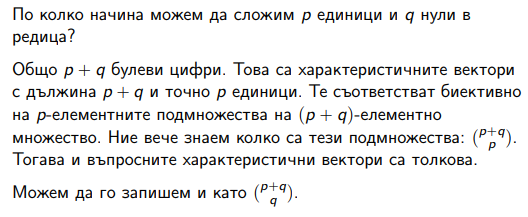 По колко начина можем да сложим p единици и q нули в
редица?
Общо p + q булеви цифри. Това са характеристичните вектори
с дължина p + q и точно p единици. Те съответстват биективно
на p-елементните подмножества на (p + q)-елементно
множество. Ние вече знаем колко са тези подмножества: (p+q p).
Тогава и въпросните характеристични вектори са толкова.
Можем да го запишем и като (p+q q).